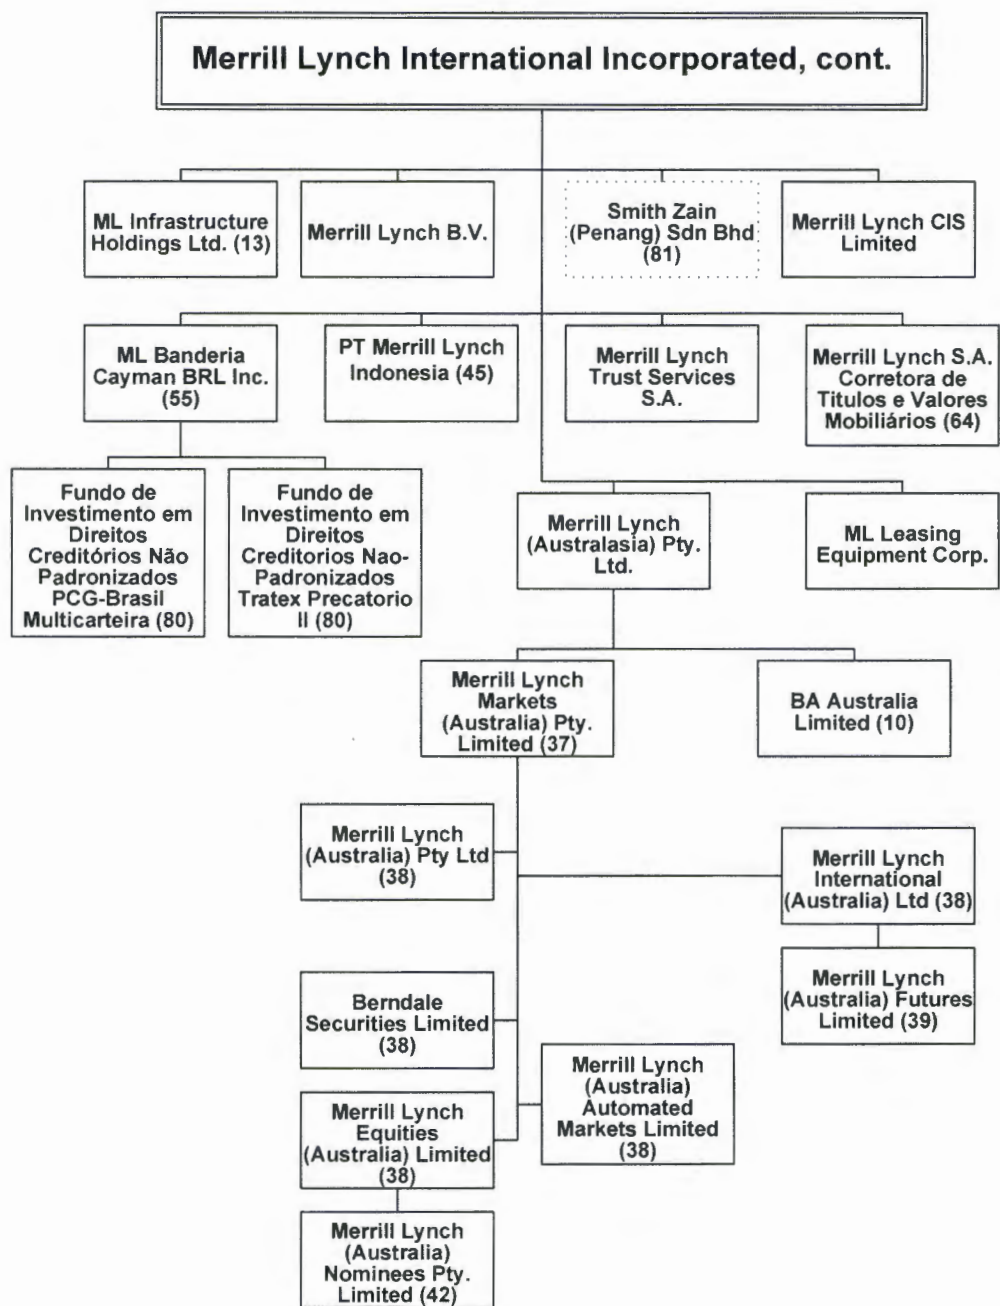 Merrill Lynch International Incorporated, cont.
ML Infrastructure
Holdings Ltd. (13)
Merrill Lynch B.V.
Smith Zain
(Penang) Sdn Bhd
(81)
Merrill Lynch CIS
Limited
ML Banderia
Cayman BRL Inc.
(55)
PT Merrill Lynch
Indonesia (45)
Merrill Lynch
Trust Services
S.A.
Merrill Lynch S.A.
Corretora de
Titulos e Valores
Mobiliários (64)
Fundo de
Investimento em
Direitos
Creditórios Não
Padronizados
PCG-Brasil
Multicarteira (80)
Fundo de
Investimento em
Direitos
Creditorios Nao-
Padronizados
Tratex Precatorio
II (80)
Merrill Lynch
(Australasia) Pty.
Ltd.
ML Leasing
Equipment Corp.
Merrill Lynch
Markets
(Australia) Pty.
Limited (37)
BA Australia
Limited (10)
Merrill Lynch
(Australia) Pty Ltd
(38)
Merrill Lynch
International
(Australia) Ltd (38)
Merrill Lynch
(Australia) Futures
Limited (39)
Berndale
Securities Limited
(38)
Merrill Lynch
(Australia)
Automated
Markets Limited
(38)
Merrill Lynch
Equities
(Australia) Limited
(38)
Merrill Lynch
(Australia)
Nominees Pty.
Limited (42)